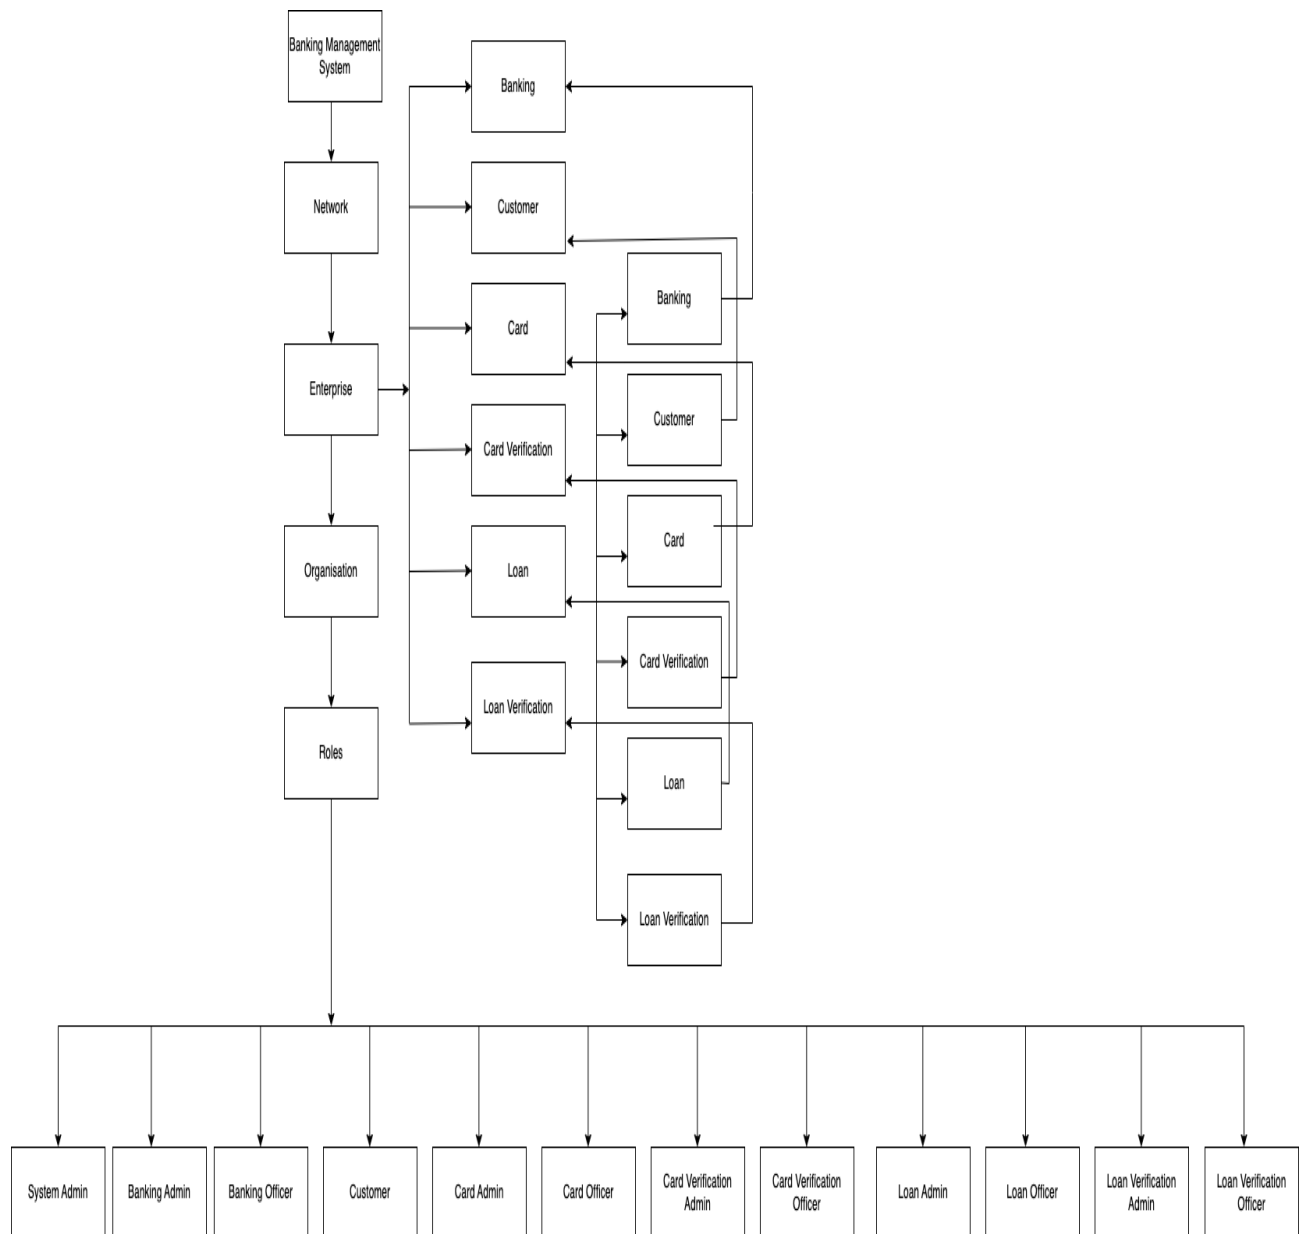 Banking Management
System
Network
Enterprise
Organisation
Roles
Banking
Customer
Card
Card Verification
Loan
Loan Verification
Banking
Customer
Card
Card Verification
Loan
Loan Verification
System Admin
Banking Admin
Banking Officer
Customer
Card Admin
Card Officer
Card Verification
Admin
Card Verification
Officer
Loan Admin
Loan Officer
Loan Verification
Admin
Loan Verification
Officer